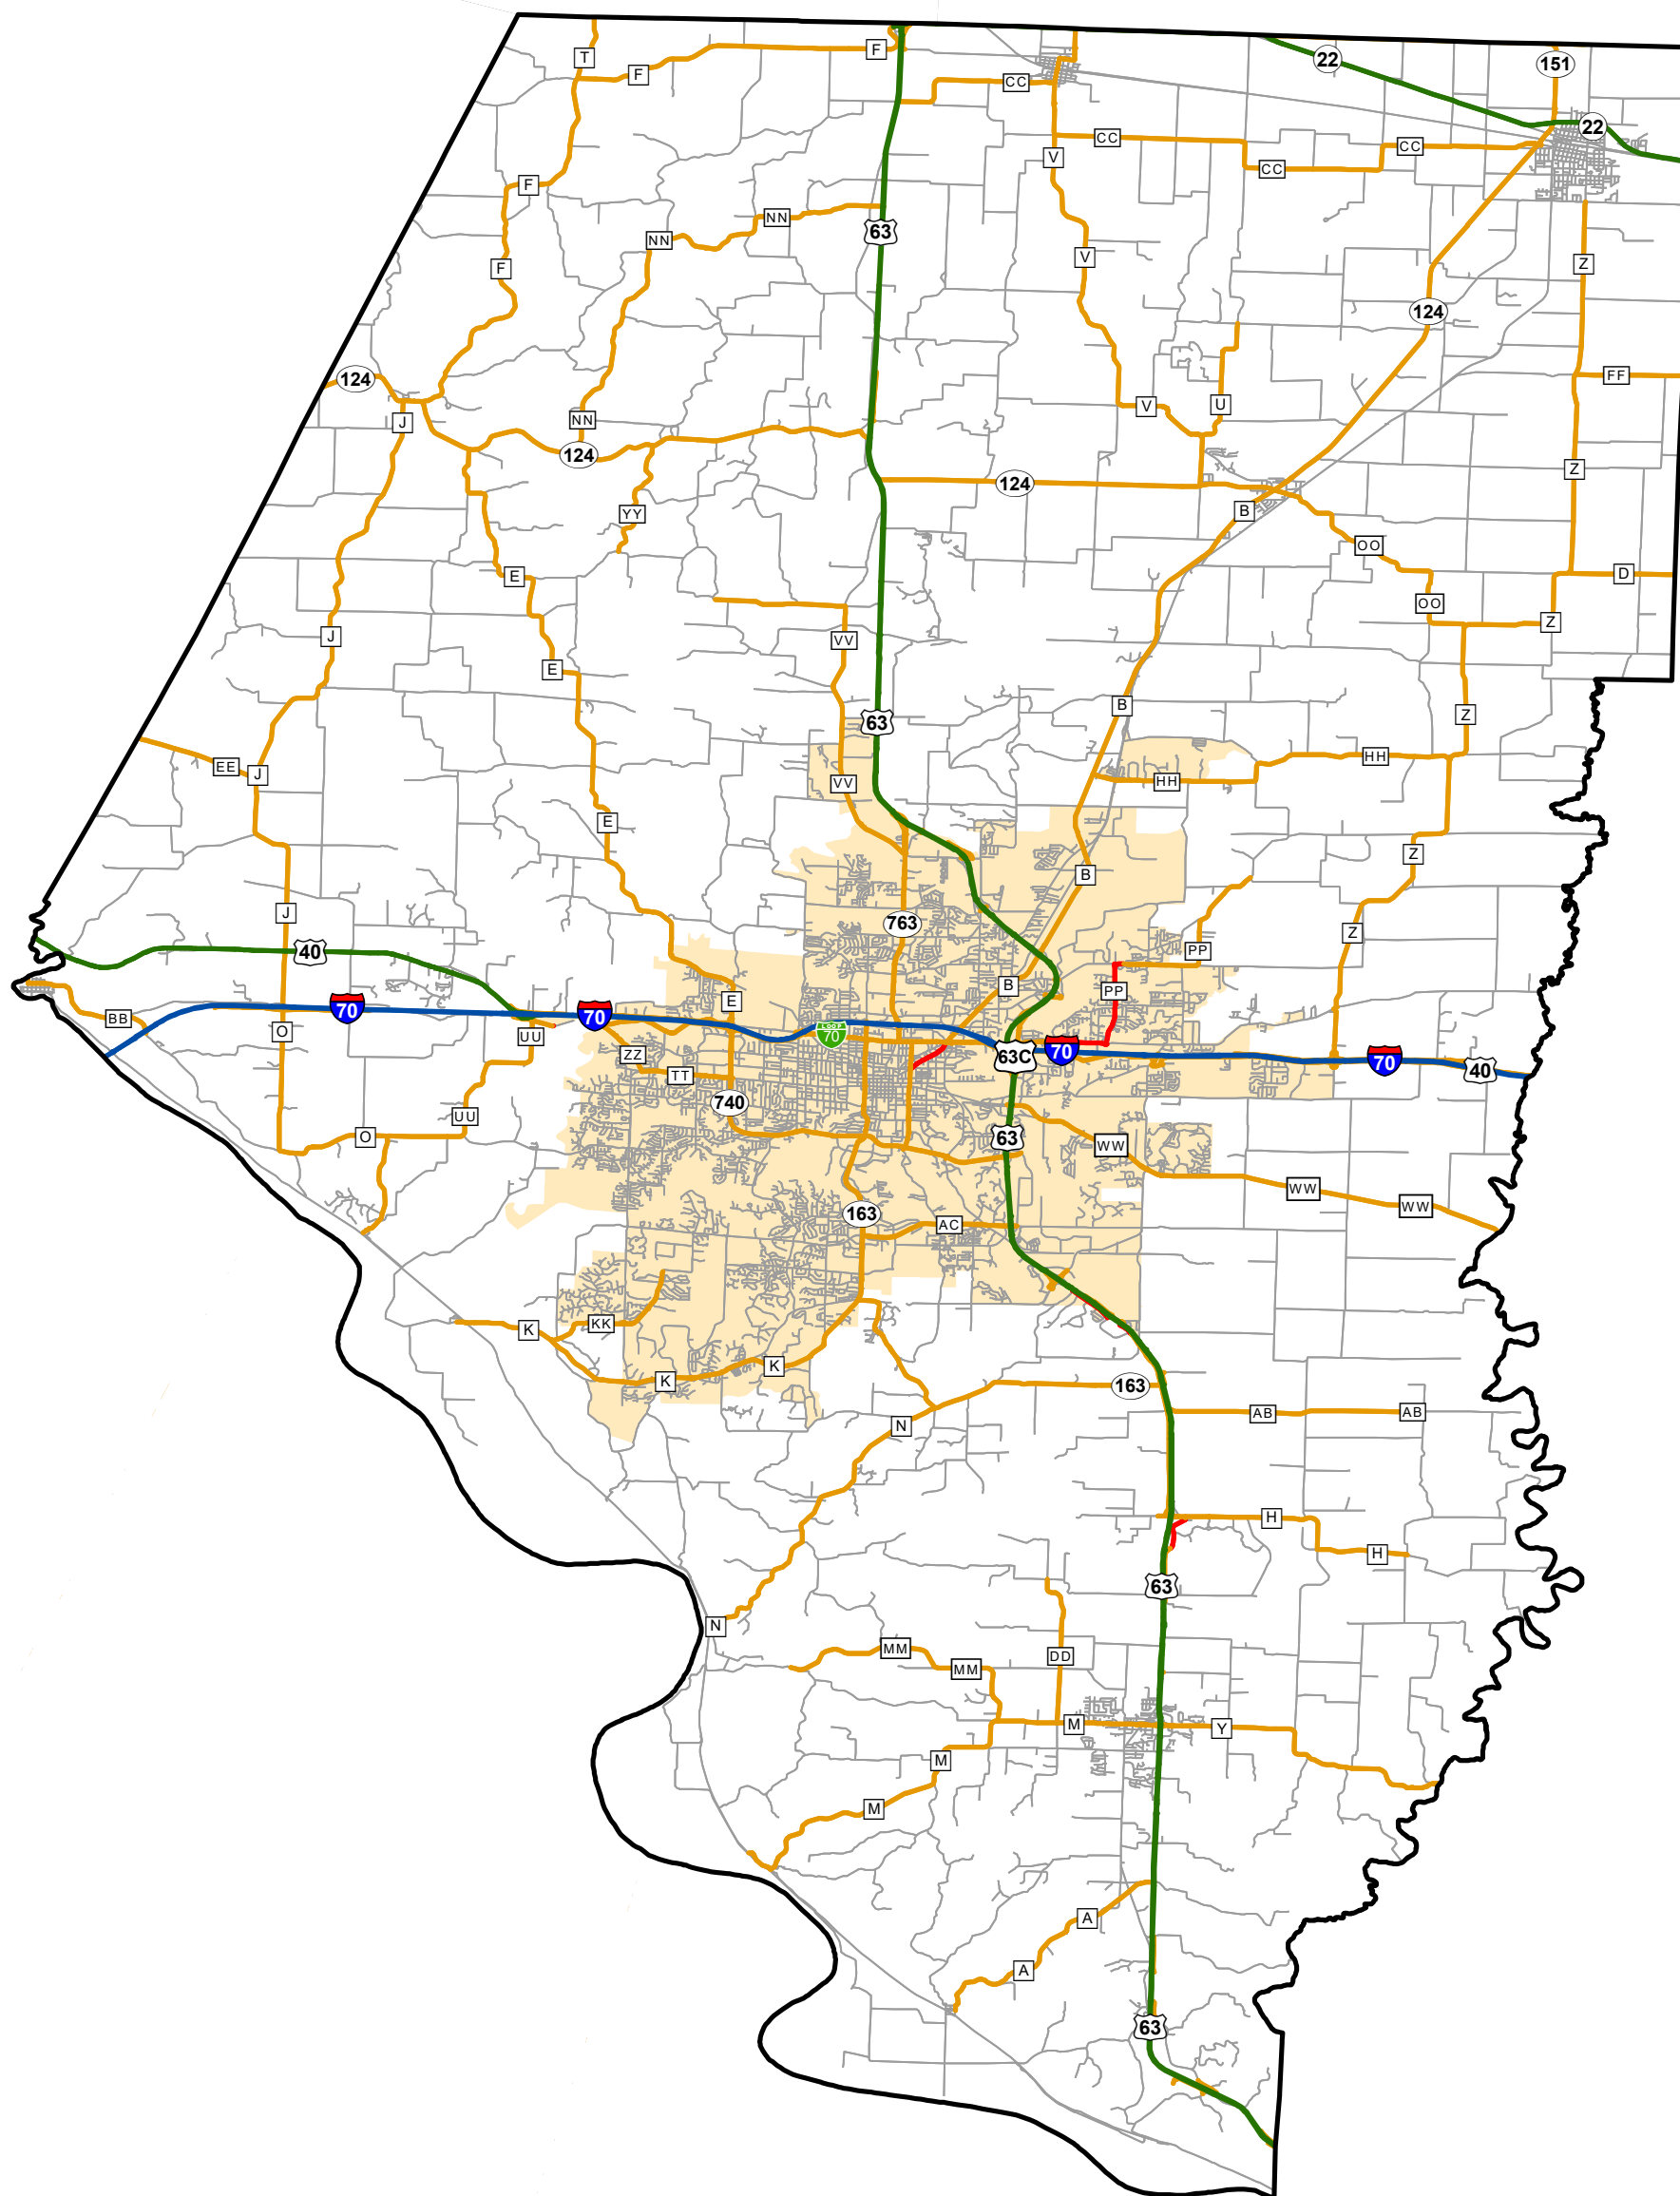 T
F
F
22
151
CC
22
CC
V
CC
CC
F
NN
63
NN
V
Z
F
124
124
FF
J
NN
V
U
124
Z
124
YY
B
OO
E
D
OO
J
VV
Z
E
B
63
Z
HH
EE
J
VV
HH
E
Z
B
J
763
Z
40
PP
E
B
PP
70
70
BB
O
UU
LOOP
70
ZZ
63C
70
70
40
TT
740
UU
O
63
WW
WW
WW
163
AC
K
KK
K
K
163
AB
AB
N
H
H
63
N
MM
MM
DD
M
Y
M
M
A
A
63